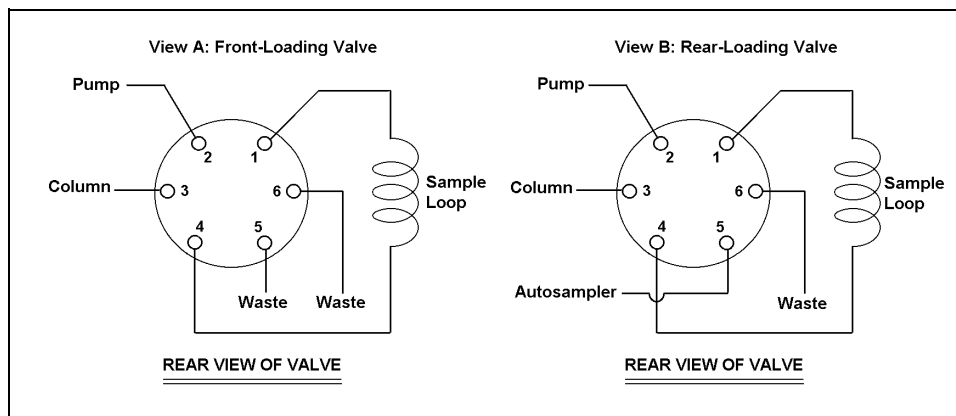 View A: Front-Loading Valve
Pump
2
1
Column
3
6
Sample
Loop
4
5
Waste
Waste
REAR VIEW OF VALVE
View B: Rear-Loading Valve
Pump
2
1
Column
3
6
Sample
Loop
4
5
Autosampler
Waste
REAR VIEW OF VALVE